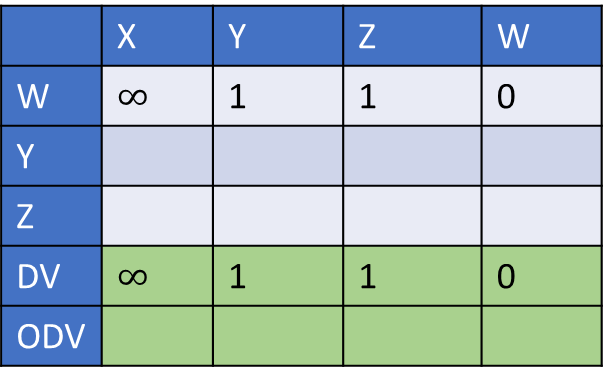 X Y Z W
W ∞ 1 1 0
Y
Z
DV ∞ 1 1 0
ODV